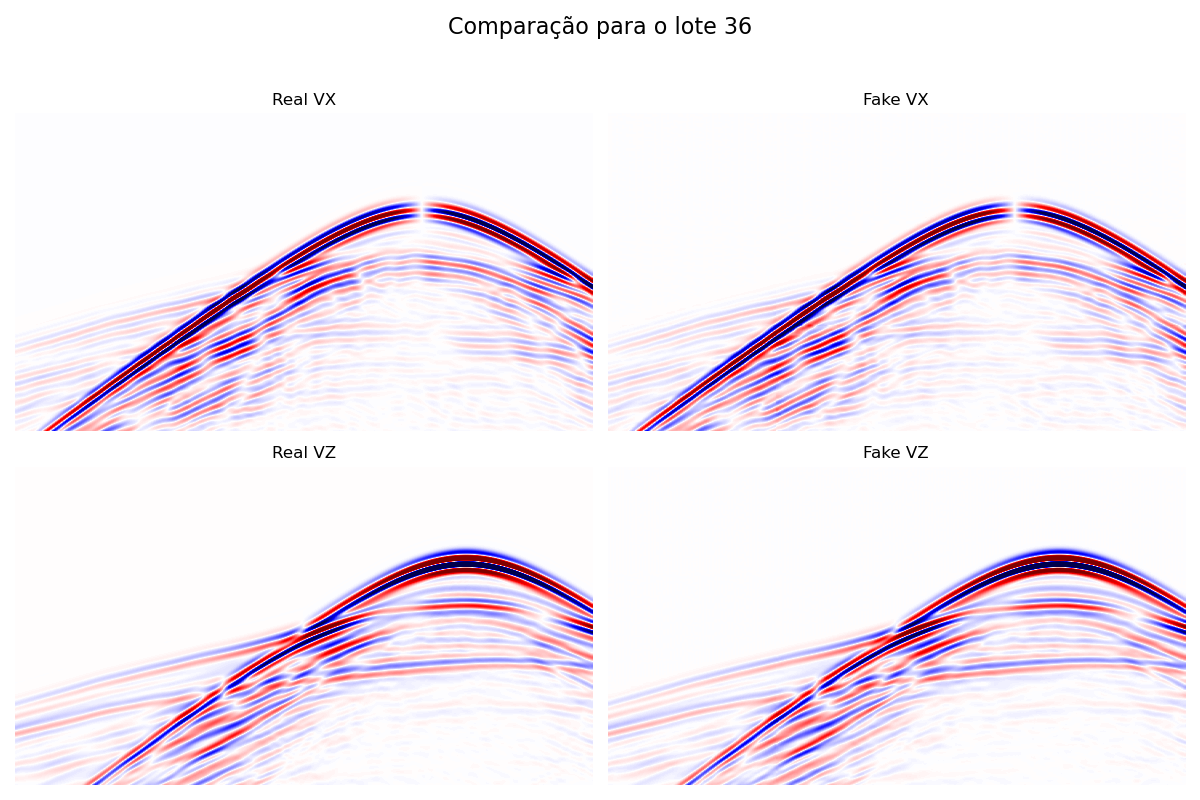 Comparação para o lote 36
Real VX
Fake VX
Real VZ
Fake VZ